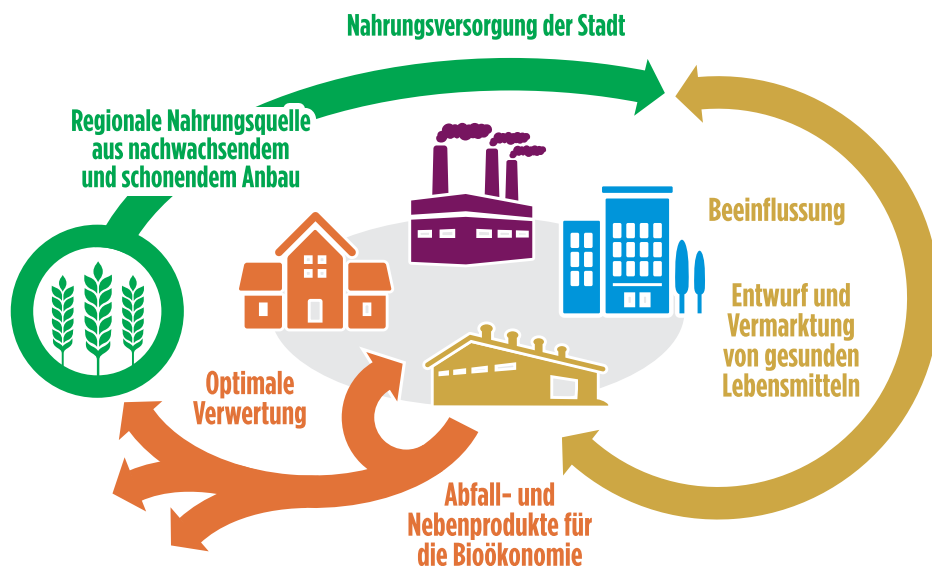 Nahrungsversorgung der Stadt
Regionale Nahrungsquelle
aus nachwachsendem
und schonendem Anbau
Beeinflussung
Entwurf und
Vermarktung
von gesunden
Lebensmitteln
Optimale
Verwertung
Abfall- und
Nebenprodukte für
die Bioökonomie